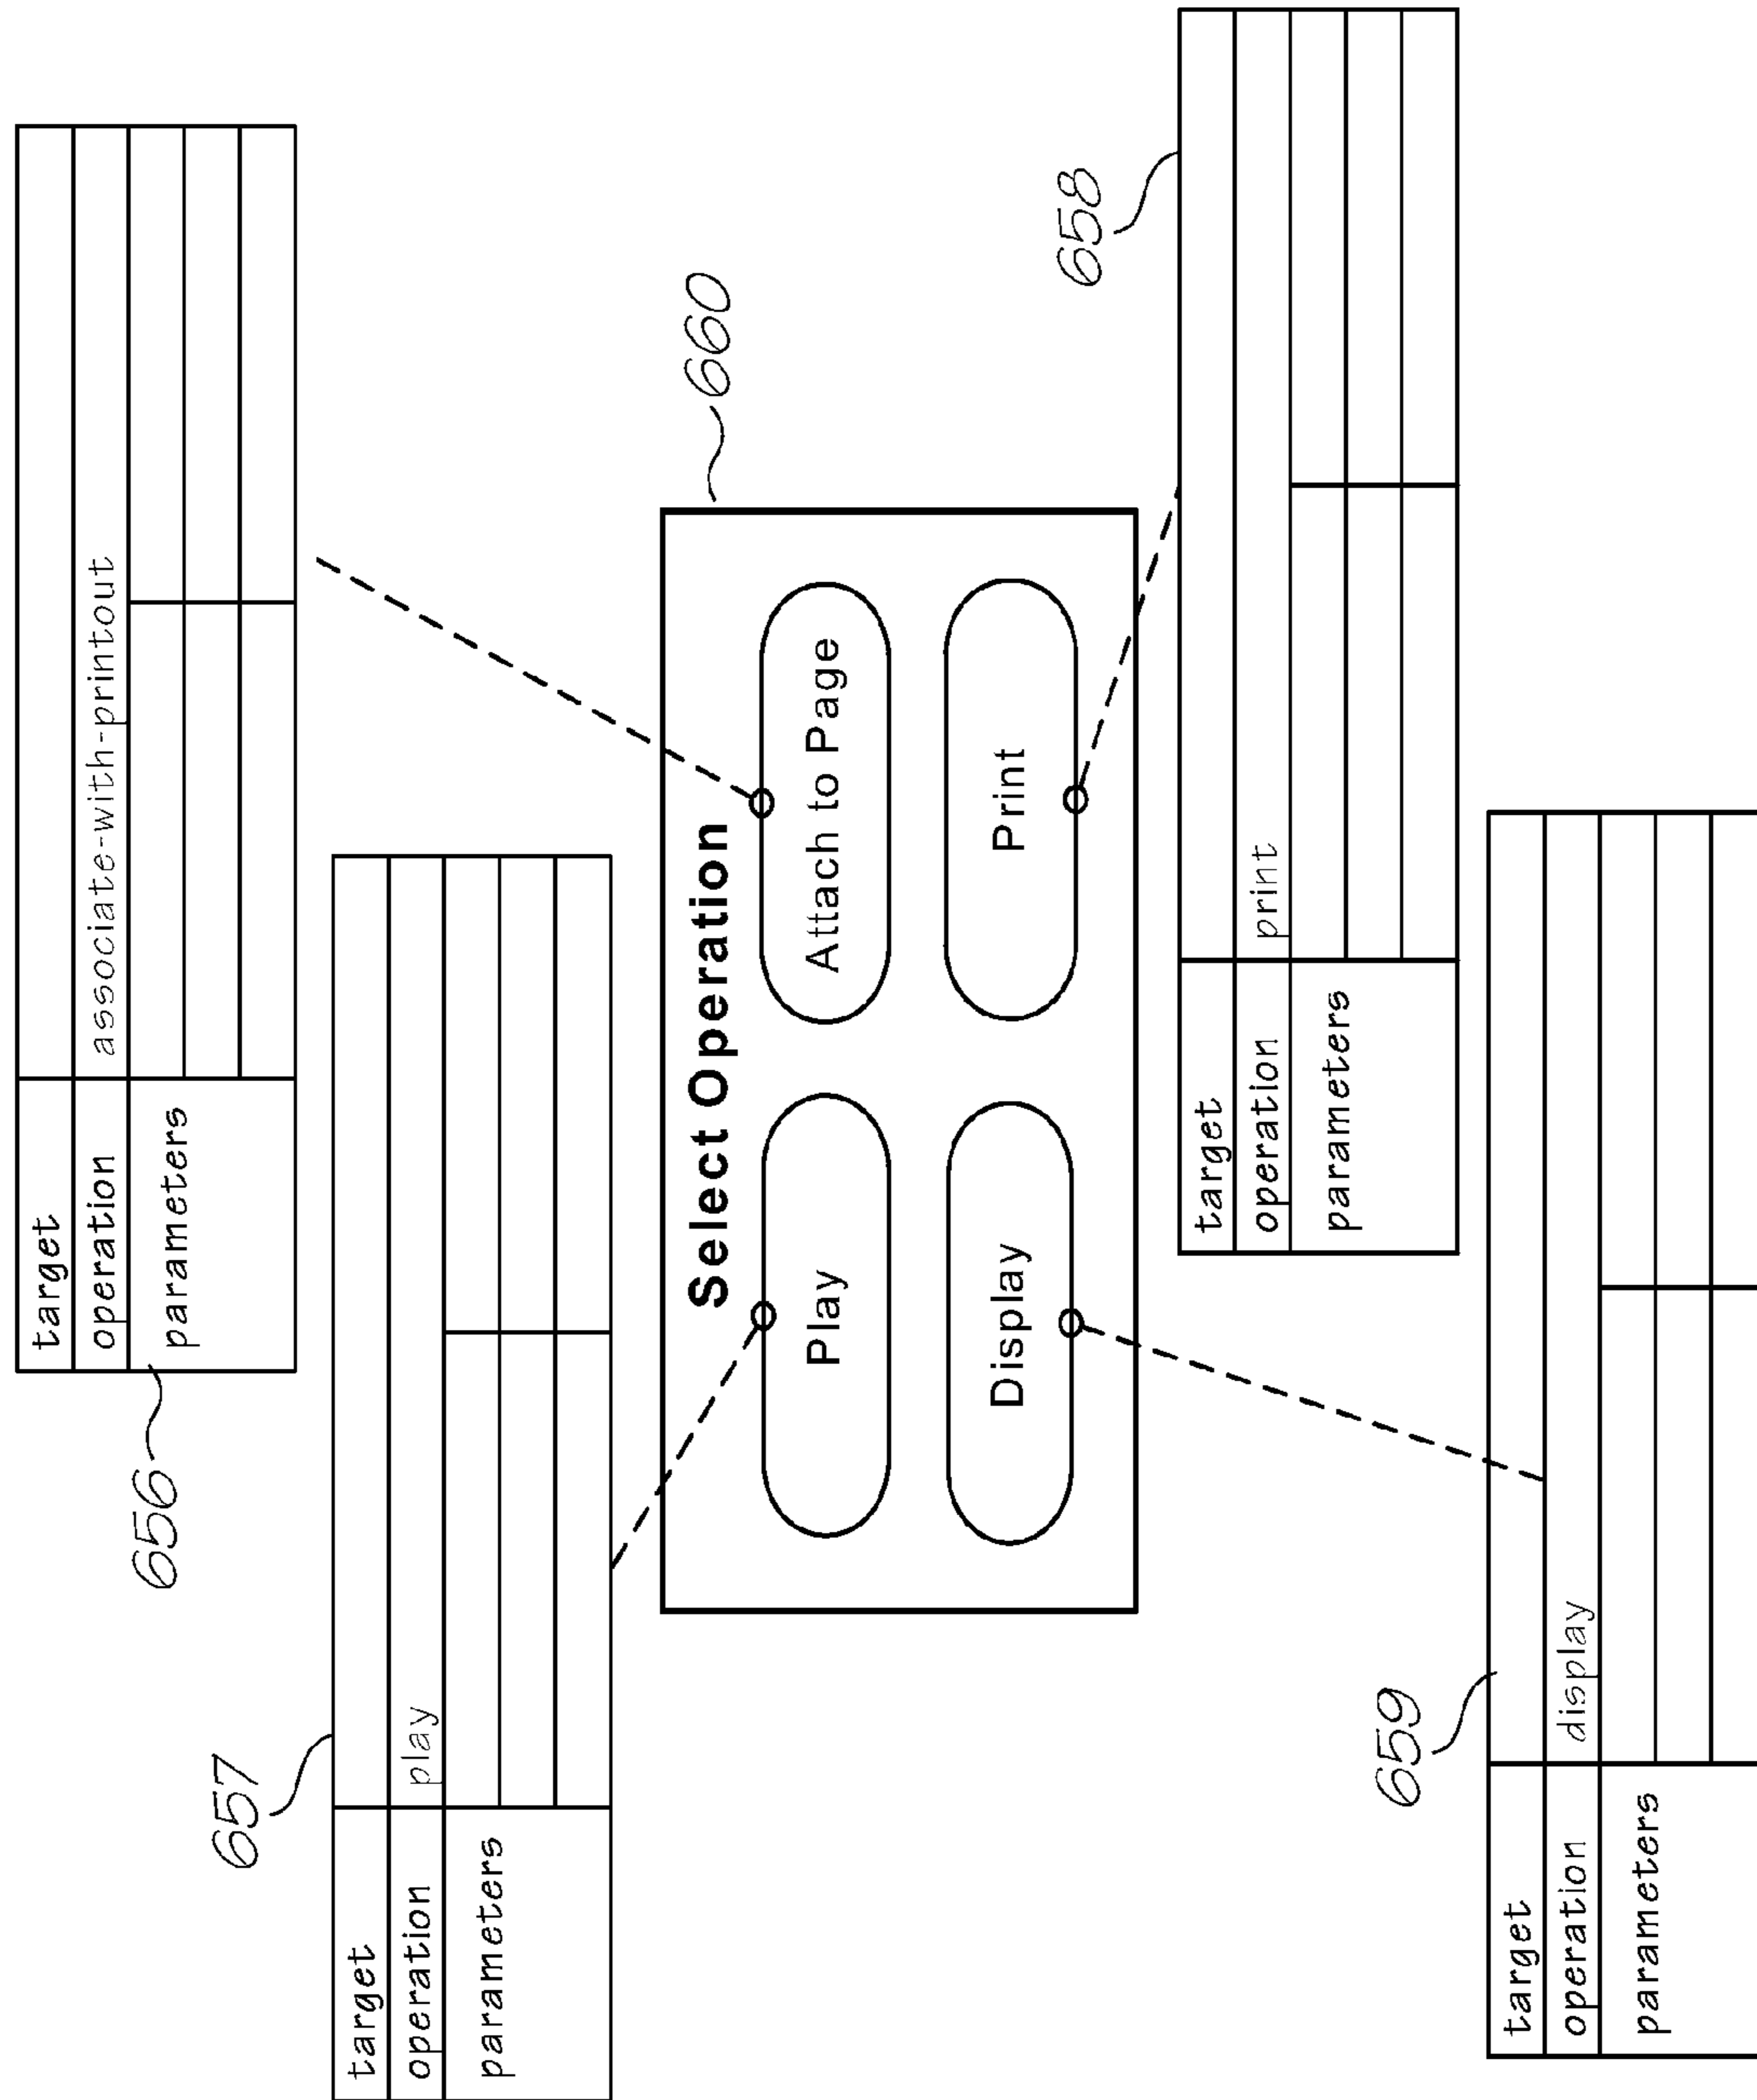 target
operation associate-with-printout
parameters
656
657
target
operation play
parameters
660
Select Operation
Play Attach to Page
Display Print
658
target
operation print
parameters
659
target
operation display
parameters